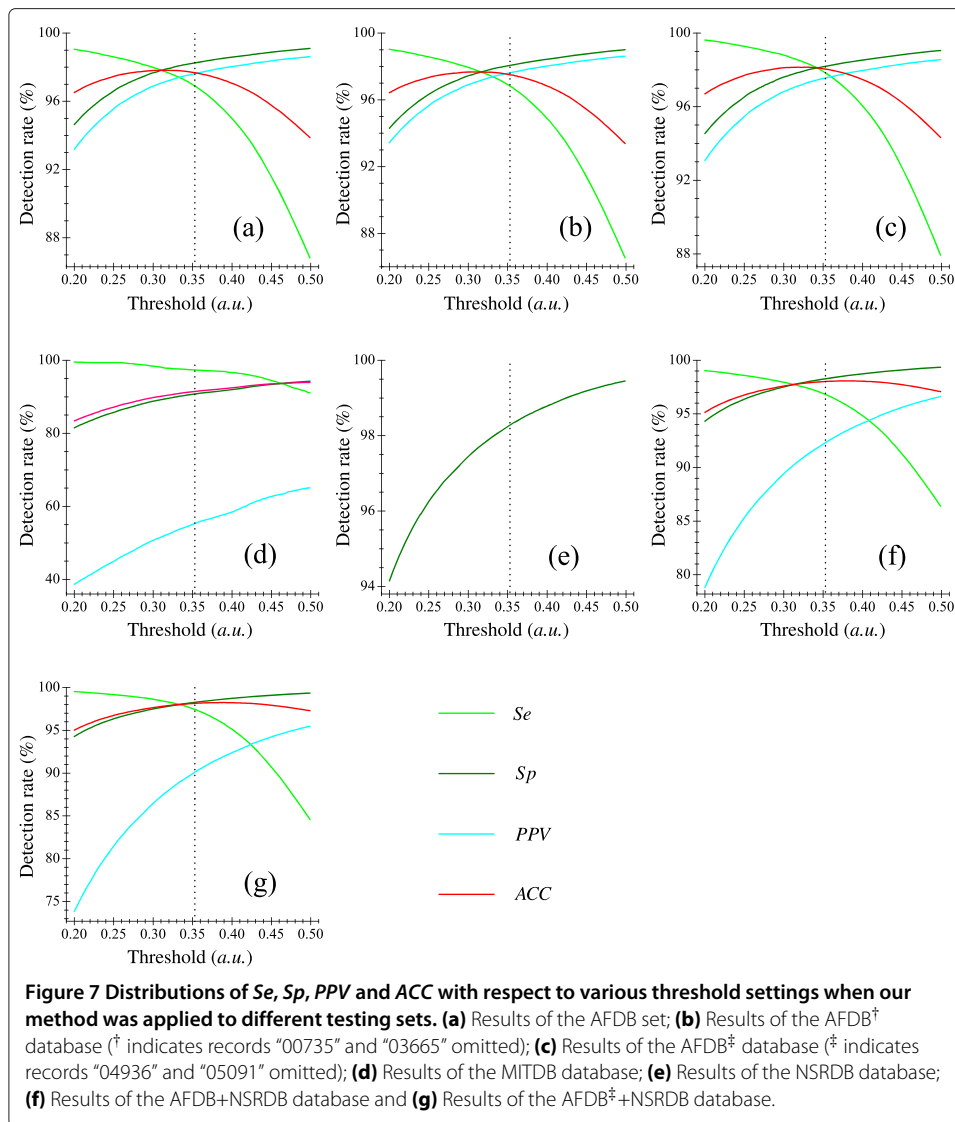 100
96
92
88
Detection rate (%)
0.20 0.25 0.30 0.35 0.40 0.45 0.50
Threshold (a.u.)
(a)
100
96
92
88
Detection rate (%)
0.20 0.25 0.30 0.35 0.40 0.45 0.50
Threshold (a.u.)
(b)
100
96
92
88
Detection rate (%)
0.20 0.25 0.30 0.35 0.40 0.45 0.50
Threshold (a.u.)
(c)
100
80
60
40
Detection rate (%)
0.20 0.25 0.30 0.35 0.40 0.45 0.50
Threshold (a.u.)
(d)
100
98
96
94
Detection rate (%)
0.20 0.25 0.30 0.35 0.40 0.45 0.50
Threshold (a.u.)
(e)
100
95
90
85
80
Detection rate (%)
0.20 0.25 0.30 0.35 0.40 0.45 0.50
Threshold (a.u.)
(f)
100
95
90
85
80
75
Detection rate (%)
0.20 0.25 0.30 0.35 0.40 0.45 0.50
Threshold (a.u.)
(g)
Se
Sp
PPV
ACC
Figure 7 Distributions of Se, Sp, PPV and ACC with respect to various threshold settings when our
method was applied to different testing sets. (a) Results of the AFDB set; (b) Results of the AFDB†
database († indicates records “00735” and “03665” omitted); (c) Results of the AFDB‡ database (‡ indicates
records “04936” and “05091” omitted); (d) Results of the MITDB database; (e) Results of the NSRDB database;
(f) Results of the AFDB+NSRDB database and (g) Results of the AFDB‡+NSRDB database.